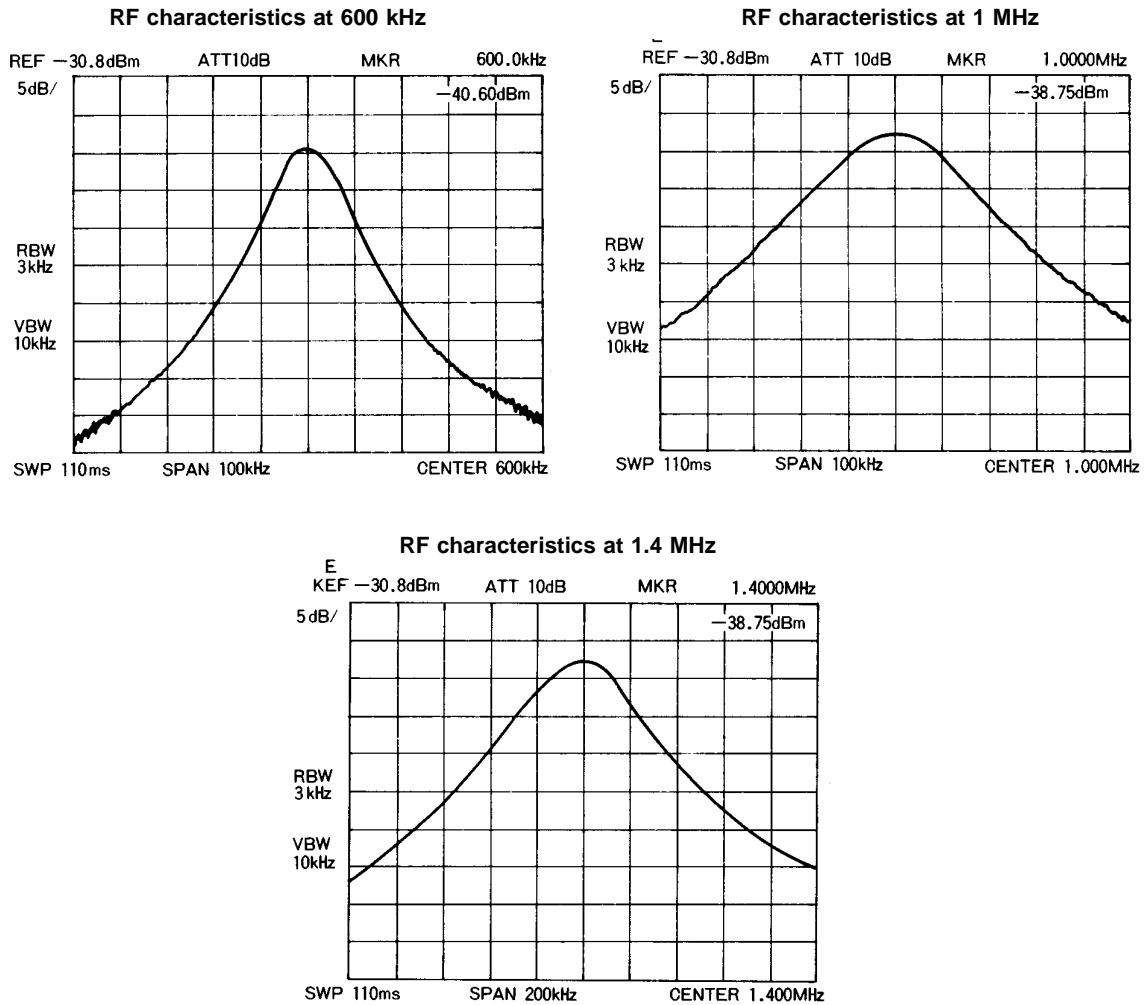 RF characteristics at 600 kHz
REF −30.8dBm ATT10dB MKR 600.0kHz
5dB/
−40.60dBm
RBW
3kHz
VBW
10kHz
SWP 110ms SPAN 100kHz CENTER 600kHz
RF characteristics at 1 MHz
REF −30.8dBm ATT 10dB MKR 1.0000MHz
5dB/
−38.75dBm
RBW
3 kHz
VBW
10kHz
SWP 110ms SPAN 100kHz CENTER 1.000MHz
RF characteristics at 1.4 MHz
E
KEF −30.8dBm ATT 10dB MKR 1.4000MHz
5dB/
−38.75dBm
RBW
3kHz
VBW
10kHz
SWP 110ms SPAN 200kHz CENTER 1.400MHz